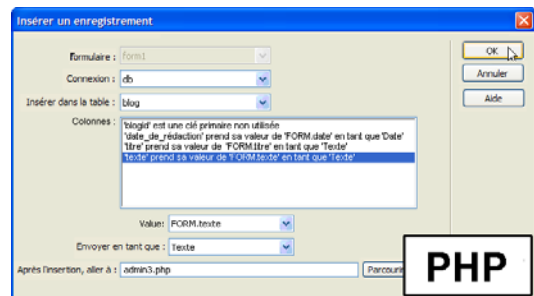 Insérer un enregistrement
Formulaire : form1
OK
Connexion : db
Annuler
Insérer dans la table : blog
Aide
Colonnes :
'blogid' est une clé primaire non utilisée
'date_de_rédaction' prend sa valeur de 'FORM.date' en tant que 'Date'
'titre' prend sa valeur de 'FORM.titre' en tant que 'Texte'
'texte' prend sa valeur de 'FORM.texte' en tant que 'Texte'
Value: FORM.texte
Envoyer en tant que : Texte
Après l'insertion, aller à : admin3.php
Parcourir
PHP